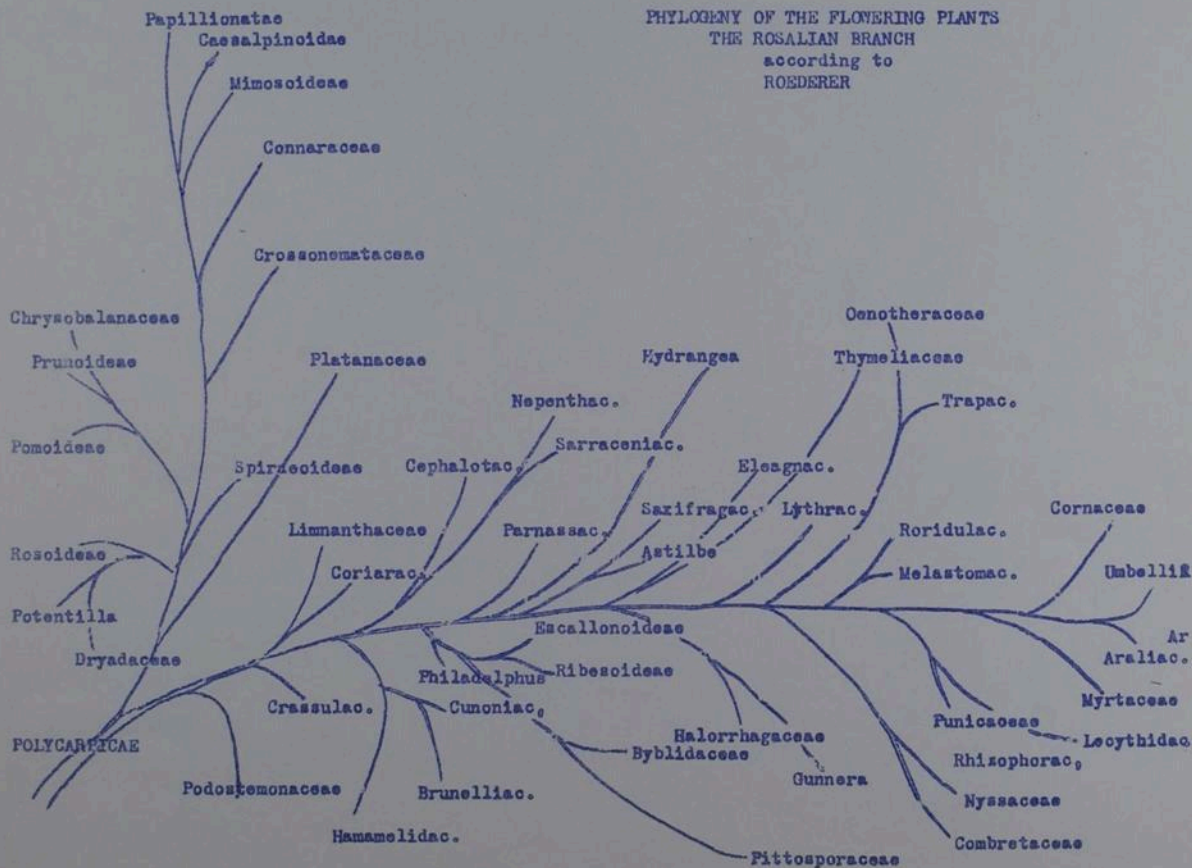 PHYLOGENY OF THE FLOWERING PLANTS
THE ROSALIAN BRANCH
according to
ROEDERER
Papillionatae
Caesalpinoidae
Mimosoideae
Connaraceae
Crossonemataceae
Chrysobalanaceae
Prunoideae
Platanaceae
Hydrangea
Oenotheraceae
Thymeliaceae
Nepenthac.
Trapac.
Pomoideae
Sarraceniac.
Spiraeoideae
Cephalotac.
Eleagnac.
Saxifragac.
Lythrac.
Cornaceae
Limnanthaceae
Parnassac.
Roridulac.
Rosoideae
Astilbe
Coriarac.
Melastomac.
Umbellif
Potentilla
Escallonoideae
Ar
Dryadaceae
Philadelphus
Ribesoideae
Araliac.
Crassulac.
Cunoniac.
Myrtaceae
Punicaceae
POLYCARPICAE
Halorrhagaceae
Lecythidac.
Byblidaceae
Rhizophorac.
Podostemonaceae
Brunelliac.
Gunnera
Nyssaceae
Hamamelidac.
Combretaceae
Pittosporaceae